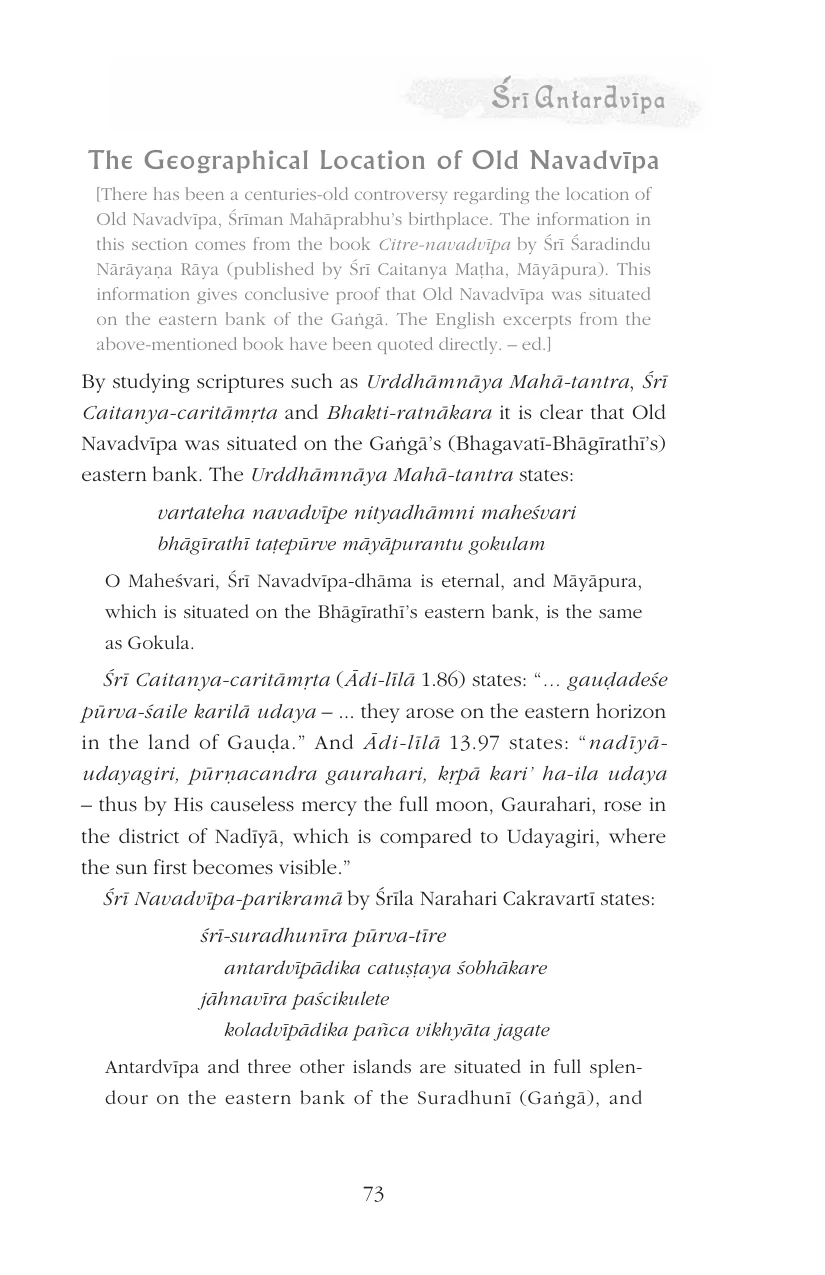 Śrī Antardvīpa
The Geographical Location of Old Navadvīpa
[There has been a centuries-old controversy regarding the location of
Old Navadvīpa, Śrīman Mahāprabhu’s birthplace. The information in
this section comes from the book Citre-navadvīpa by Śrī Śaradindu
Nārāyaṇa Rāya (published by Śrī Caitanya Maṭha, Māyāpura). This
information gives conclusive proof that Old Navadvīpa was situated
on the eastern bank of the Gaṅgā. The English excerpts from the
above-mentioned book have been quoted directly. – ed.]
By studying scriptures such as Urddhāmnāya Mahā-tantra, Śrī
Caitanya-caritāmṛta and Bhakti-ratnākara it is clear that Old
Navadvīpa was situated on the Gaṅgā’s (Bhagavatī-Bhāgīrathī’s)
eastern bank. The Urddhāmnāya Mahā-tantra states:
vartateha navadvīpe nityadhāmni maheśvari
bhāgīrathī taṭepūrve māyāpurantu gokulam
O Maheśvari, Śrī Navadvīpa-dhāma is eternal, and Māyāpura,
which is situated on the Bhāgīrathī’s eastern bank, is the same
as Gokula.
Śrī Caitanya-caritāmṛta (Ādi-līlā 1.86) states: “... gauḍadeśe
pūrva-śaile karilā udaya – ... they arose on the eastern horizon
in the land of Gauḍa.” And Ādi-līlā 13.97 states: “nadīyā-
udayagiri, pūrṇacandra gaurahari, kṛpā kari’ ha-ila udaya
– thus by His causeless mercy the full moon, Gaurahari, rose in
the district of Nadīyā, which is compared to Udayagiri, where
the sun first becomes visible.”
Śrī Navadvīpa-parikramā by Śrīla Narahari Cakravartī states:
śrī-suradhunīra pūrva-tīre
antardvīpādika catuṣṭaya śobhākare
jāhnavīra paścikulete
koladvīpādika pañca vikhyāta jagate
Antardvīpa and three other islands are situated in full splen-
dour on the eastern bank of the Suradhunī (Gaṅgā), and
73